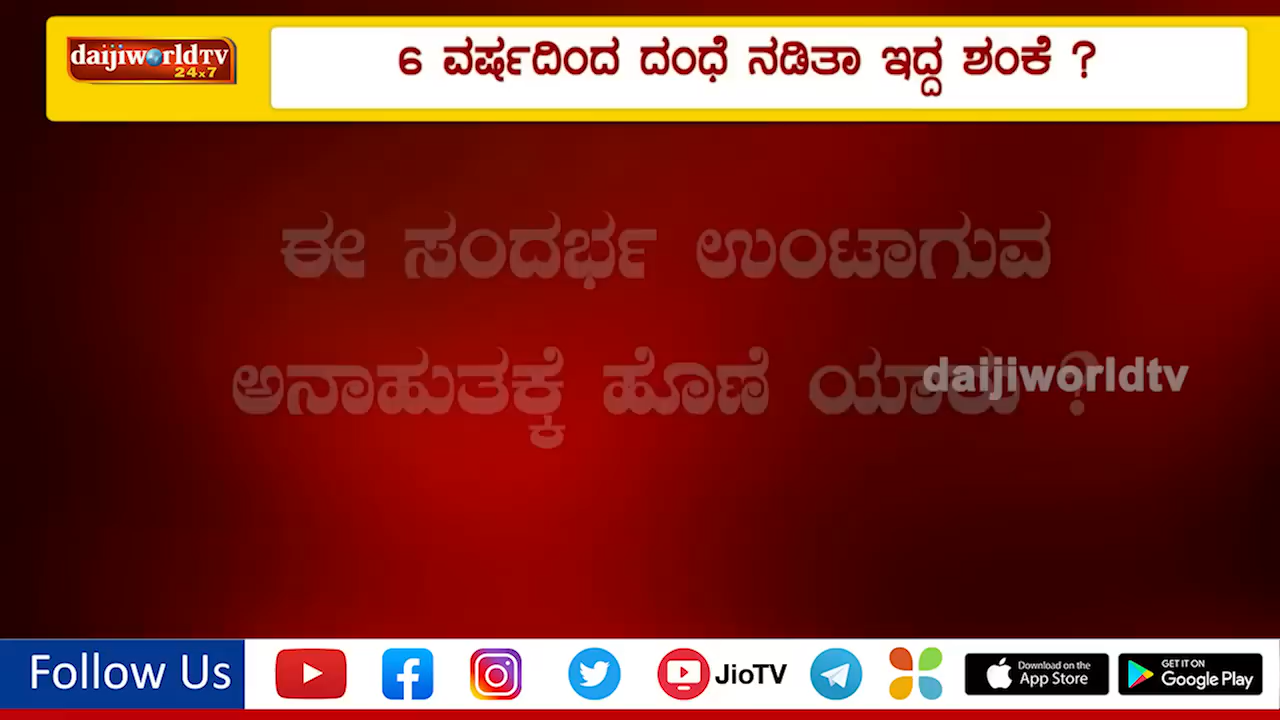 daijiworldTV
24x7
6 ವರ್ಷದಿಂದ ದಂಧೆ ನಡಿತಾ ಇದ್ದ ಶಂಕೆ ?
ಈ ಸಂದರ್ಭ ಉಂಟಾಗುವ
ಅನಾಹುತಕ್ಕೆ ಹೊಣೆ ಯಾರು ?
daijiworldtv
Follow Us
JioTV
Download on the
App Store
GET IT ON
Google Play